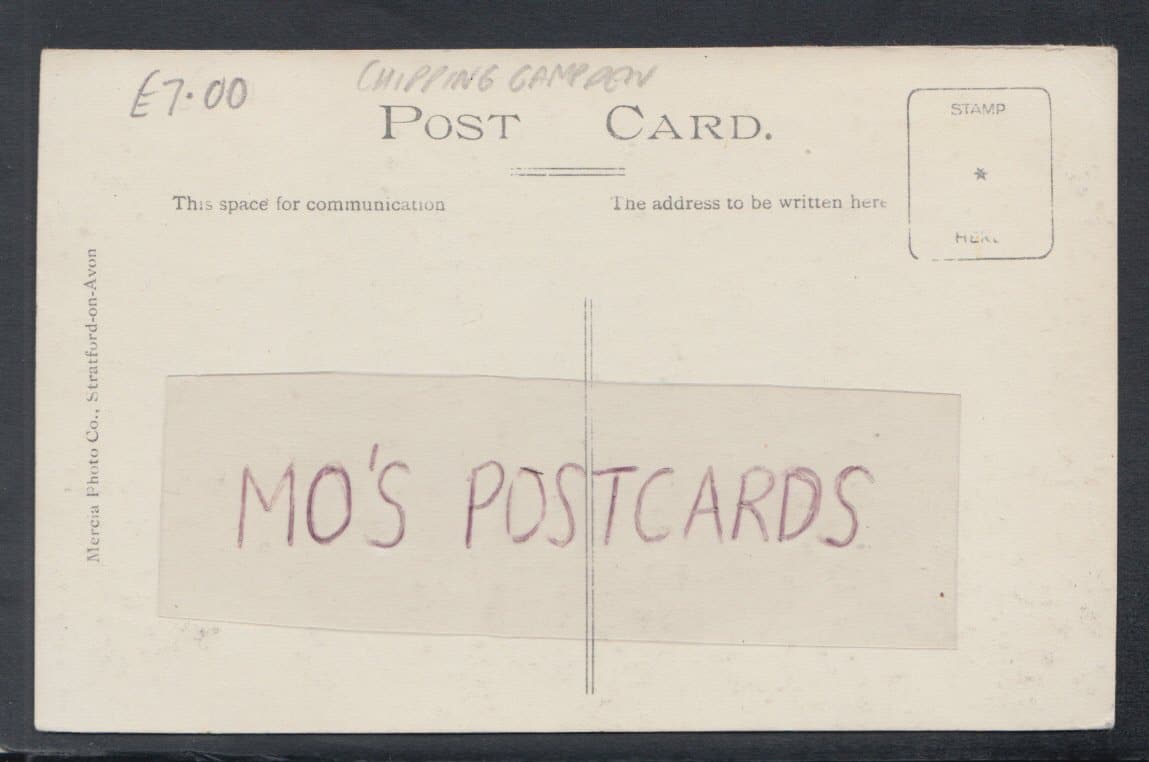 £7.00
CHIPPING CAMPDEN
POST CARD.
STAMP
HERE
This space for communication
The address to be written here
Mercia Photo Co., Stratford-on-Avon
MO'S POSTCARDS